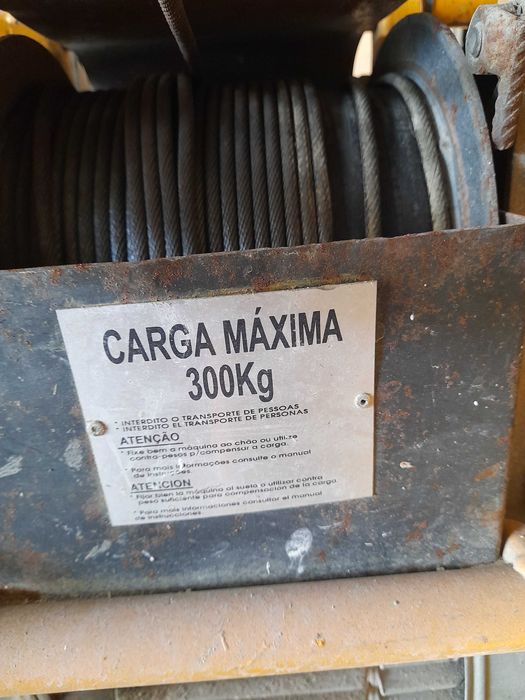 CARGA MÁXIMA
300Kg
* INTERDITO O TRANSPORTE DE PESSOAS
* INTERDITO EL TRANSPORTE DE PERSONAS
ATENÇÃO
* Fixe bem a máquina ao chão ou utilize
contra-pesos p/compensar a carga.
* Para mais informações consulte o manual
de instruções
ATENCION
* Fijar bien la máquina al suelo o utilizar contra
peso suficiente para compensacion de la carga
* Para mas informaciones consultar el manual
de instrucciones